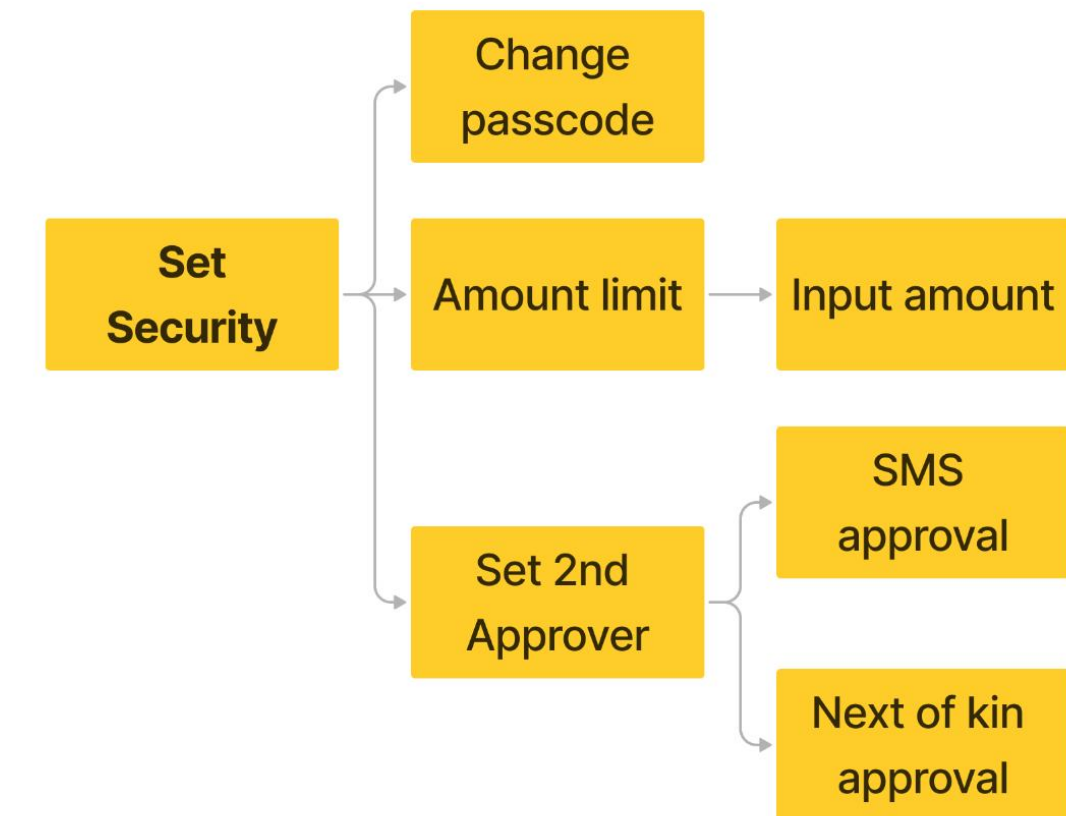 Change
passcode
Set
Security
Amount limit
Input amount
SMS
approval
Set 2nd
Approver
Next of kin
approval